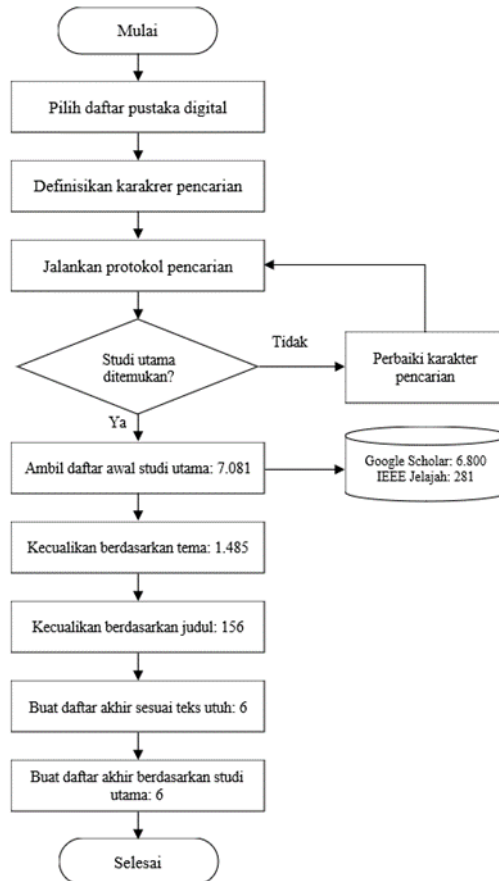 Mulai
Pilih daftar pustaka digital
Definisikan karakrer pencarian
Jalankan protokol pencarian
Studi utama
ditemukan?
Tidak
Perbaiki karakter
pencarian
Ya
Ambil daftar awal studi utama: 7.081
Google Scholar: 6.800
IEEE Jelajah: 281
Kecualikan berdasarkan tema: 1.485
Kecualikan berdasarkan judul: 156
Buat daftar akhir sesuai teks utuh: 6
Buat daftar akhir berdasarkan studi
utama: 6
Selesai